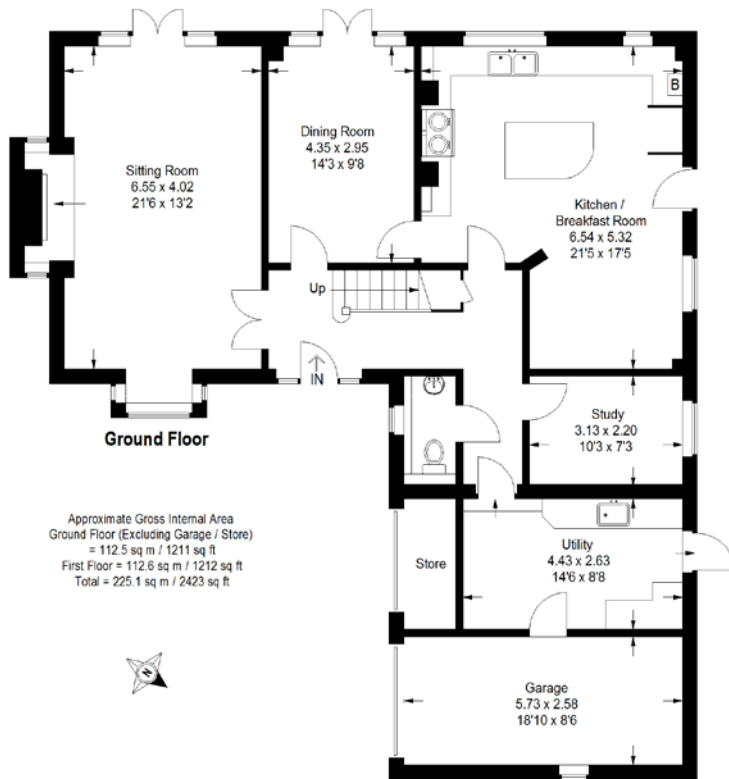 Sitting Room
6.55 x 4.02
21'6 x 13'2
Dining Room
4.35 x 2.95
14'3 x 9'8
B
Kitchen /
Breakfast Room
6.54 x 5.32
21'5 x 17'5
Up
IN
Ground Floor
Study
3.13 x 2.20
10'3 x 7'3
Approximate Gross Internal Area
Ground Floor (Excluding Garage / Store)
= 112.5 sq m / 1211 sq ft
First Floor = 112.6 sq m / 1212 sq ft
Total = 225.1 sq m / 2423 sq ft
Store
Utility
4.43 x 2.63
14'6 x 8'8
N
Garage
5.73 x 2.58
18'10 x 8'6